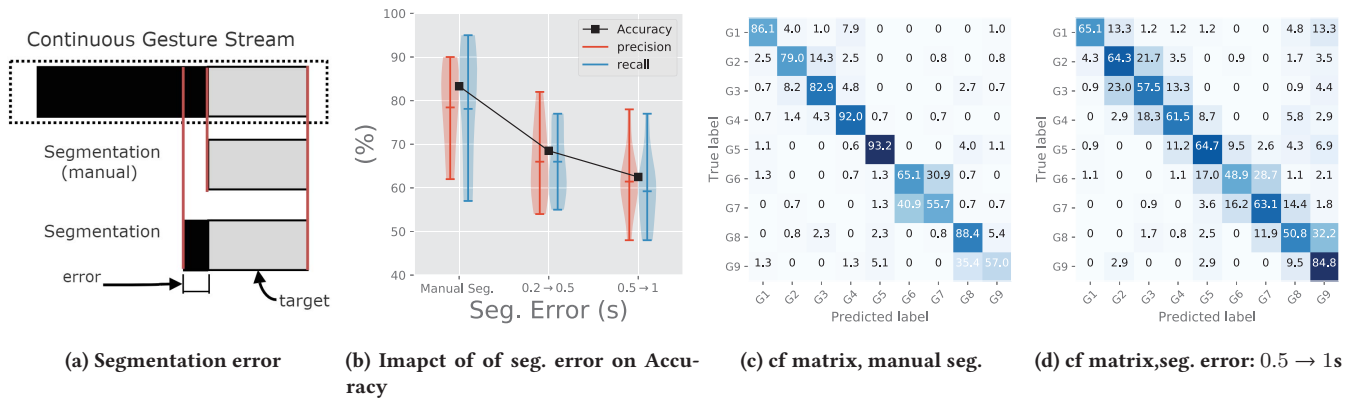 Continuous Gesture Stream
Segmentation
(manual)
Segmentation
error
target
(a) Segmentation error
100
90
80
70
60
50
40
(%)
Accuracy
precision
recall
Manual Seg.
0.2→0.5
0.5→1
Seg. Error (s)
(b) Imapct of of seg. error on Accu-
racy
True label
G1 86.1 4.0 1.0 7.9 0 0 0 0 1.0
G2 2.5 79.0 14.3 2.5 0 0 0.8 0 0.8
G3 0.7 8.2 82.9 4.8 0 0 0 2.7 0.7
G4 0.7 1.4 4.3 92.0 0.7 0 0.7 0 0
G5 1.1 0 0 0 93.2 0 0 4.0 1.1
G6 1.3 0 0 0.7 1.3 65.1 30.9 0.7 0
G7 0 0.7 0 0 1.3 40.9 55.7 0.7 0.7
G8 0 0.8 2.3 0 2.3 0 0.8 88.4 5.4
G9 1.3 0 0 1.3 5.1 0 0 35.4 57.0
G1 G2 G3 G4 G5 G6 G7 G8 G9
Predicted label
(c) cf matrix, manual seg.
True label
G1 65.1 13.3 1.2 1.2 1.2 0 0 4.8 13.3
G2 4.3 64.3 21.7 3.5 0 0.9 0 1.7 3.5
G3 0.9 23.0 57.5 13.3 0 0 0 0.9 4.4
G4 0 2.9 18.3 61.5 8.7 0 0 5.8 2.9
G5 0.9 0 0 11.2 64.7 9.5 2.6 4.3 6.9
G6 1.1 0 0 1.1 17.0 48.9 28.7 1.1 2.1
G7 0 0 0.9 0 3.6 16.2 63.1 14.4 1.8
G8 0 0 1.7 0.8 2.5 0 11.9 50.8 32.2
G9 0 2.9 0 0 2.9 0 0 9.5 84.8
G1 G2 G3 G4 G5 G6 G7 G8 G9
Predicted label
(d) cf matrix,seg. error: 0.5 → 1s